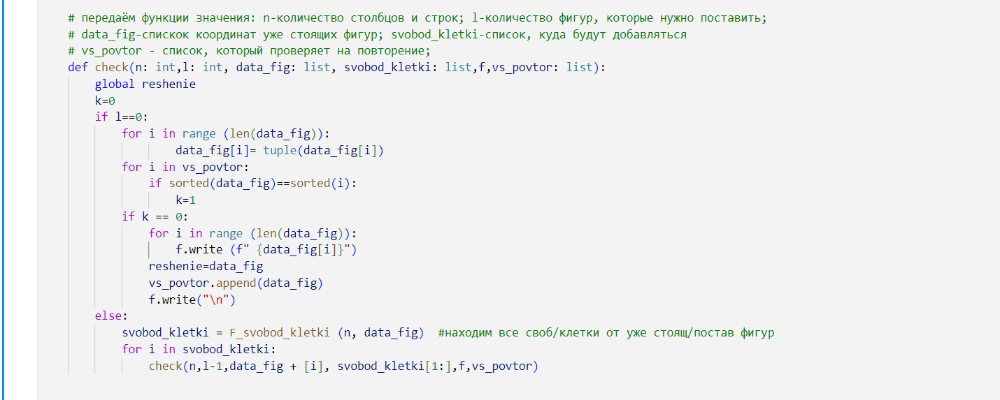 # передаём функции значения: n-количество столбцов и строк; l-количество фигур, которые нужно поставить;
# data_fig-спискок координат уже стоящих фигур; svobod_kletki-список, куда будут добавляться
# vs_povtor - список, который проверяет на повторение;
def check(n: int,l: int, data_fig: list, svobod_kletki: list,f,vs_povtor: list):
    global reshenie
    k=0
    if l==0:
        for i in range (len(data_fig)):
                data_fig[i]= tuple(data_fig[i])
        for i in vs_povtor:
            if sorted(data_fig)==sorted(i):
                k=1
        if k == 0:
            for i in range (len(data_fig)):
                f.write (f" {data_fig[i]}")
            reshenie=data_fig
            vs_povtor.append(data_fig)
            f.write("\n")
    else:
        svobod_kletki = F_svobod_kletki (n, data_fig)  #находим все своб/клетки от уже стоящ/постав фигур
        for i in svobod_kletki:
            check(n,l-1,data_fig + [i], svobod_kletki[1:],f,vs_povtor)